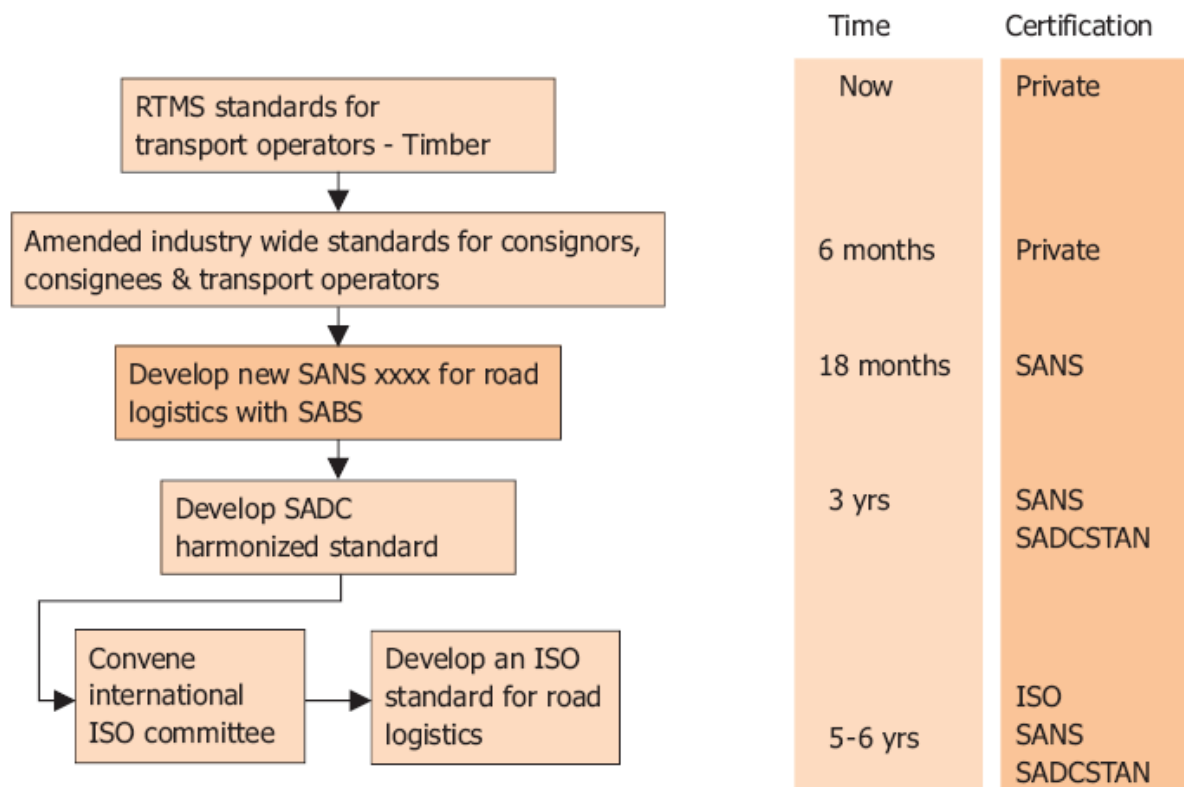 Time Certification
RTMS standards for
transport operators - Timber
Now Private
Amended industry wide standards for consignors,
consignees & transport operators
6 months Private
Develop new SANS xxxx for road
logistics with SABS
18 months SANS
Develop SADC
harmonized standard
3 yrs SANS
SADCSTAN
Convene
international
ISO committee
Develop an ISO
standard for road
logistics
5-6 yrs
ISO
SANS
SADCSTAN